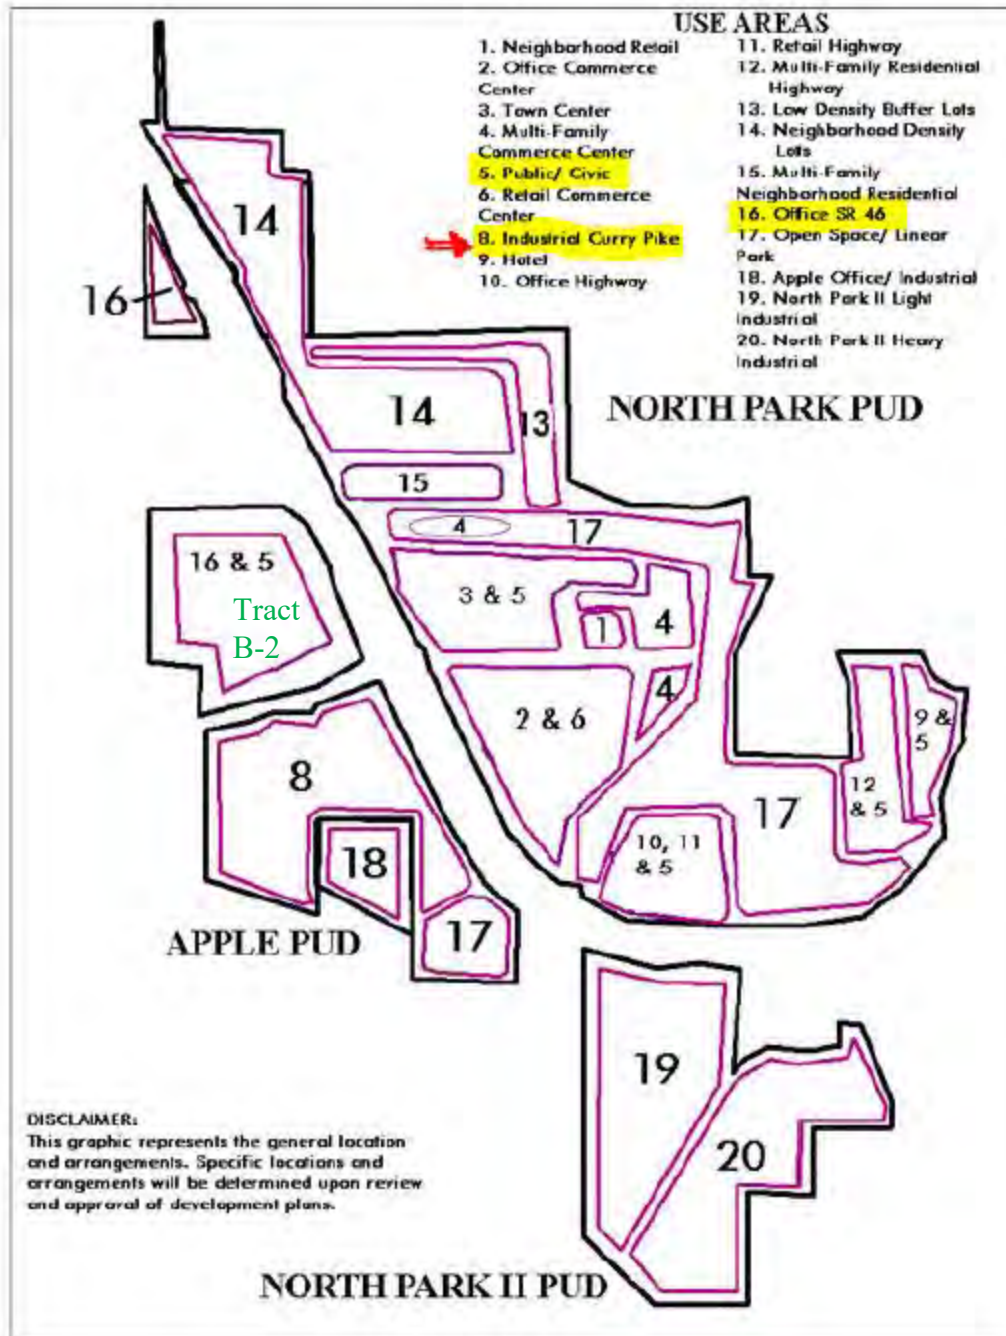 USE AREAS
1. Neighborhood Retail
2. Office Commerce
Center
3. Town Center
4. Multi-Family
Commerce Center
5. Public/ Civic
6. Retail Commerce
Center
8. Industrial Curry Pike
9. Hotel
10. Office Highway
11. Retail Highway
12. Multi-Family Residential
Highway
13. Low Density Buffer Lots
14. Neighborhood Density
Lots
15. Multi-Family
Neighborhood Residential
16. Office SR 46
17. Open Space/ Linear
Park
18. Apple Office/ Industrial
19. North Park II Light
Industrial
20. North Park II Heavy
Industrial
14
16
NORTH PARK PUD
14
13
15
4
17
16 & 5
Tract
B-2
3 & 5
1
4
4
2 & 6
9 &
5
12
& 5
8
17
10, 11
& 5
18
17
APPLE PUD
19
20
DISCLAIMER:
This graphic represents the general location
and arrangements. Specific locations and
arrangements will be determined upon review
and approval of development plans.
NORTH PARK II PUD